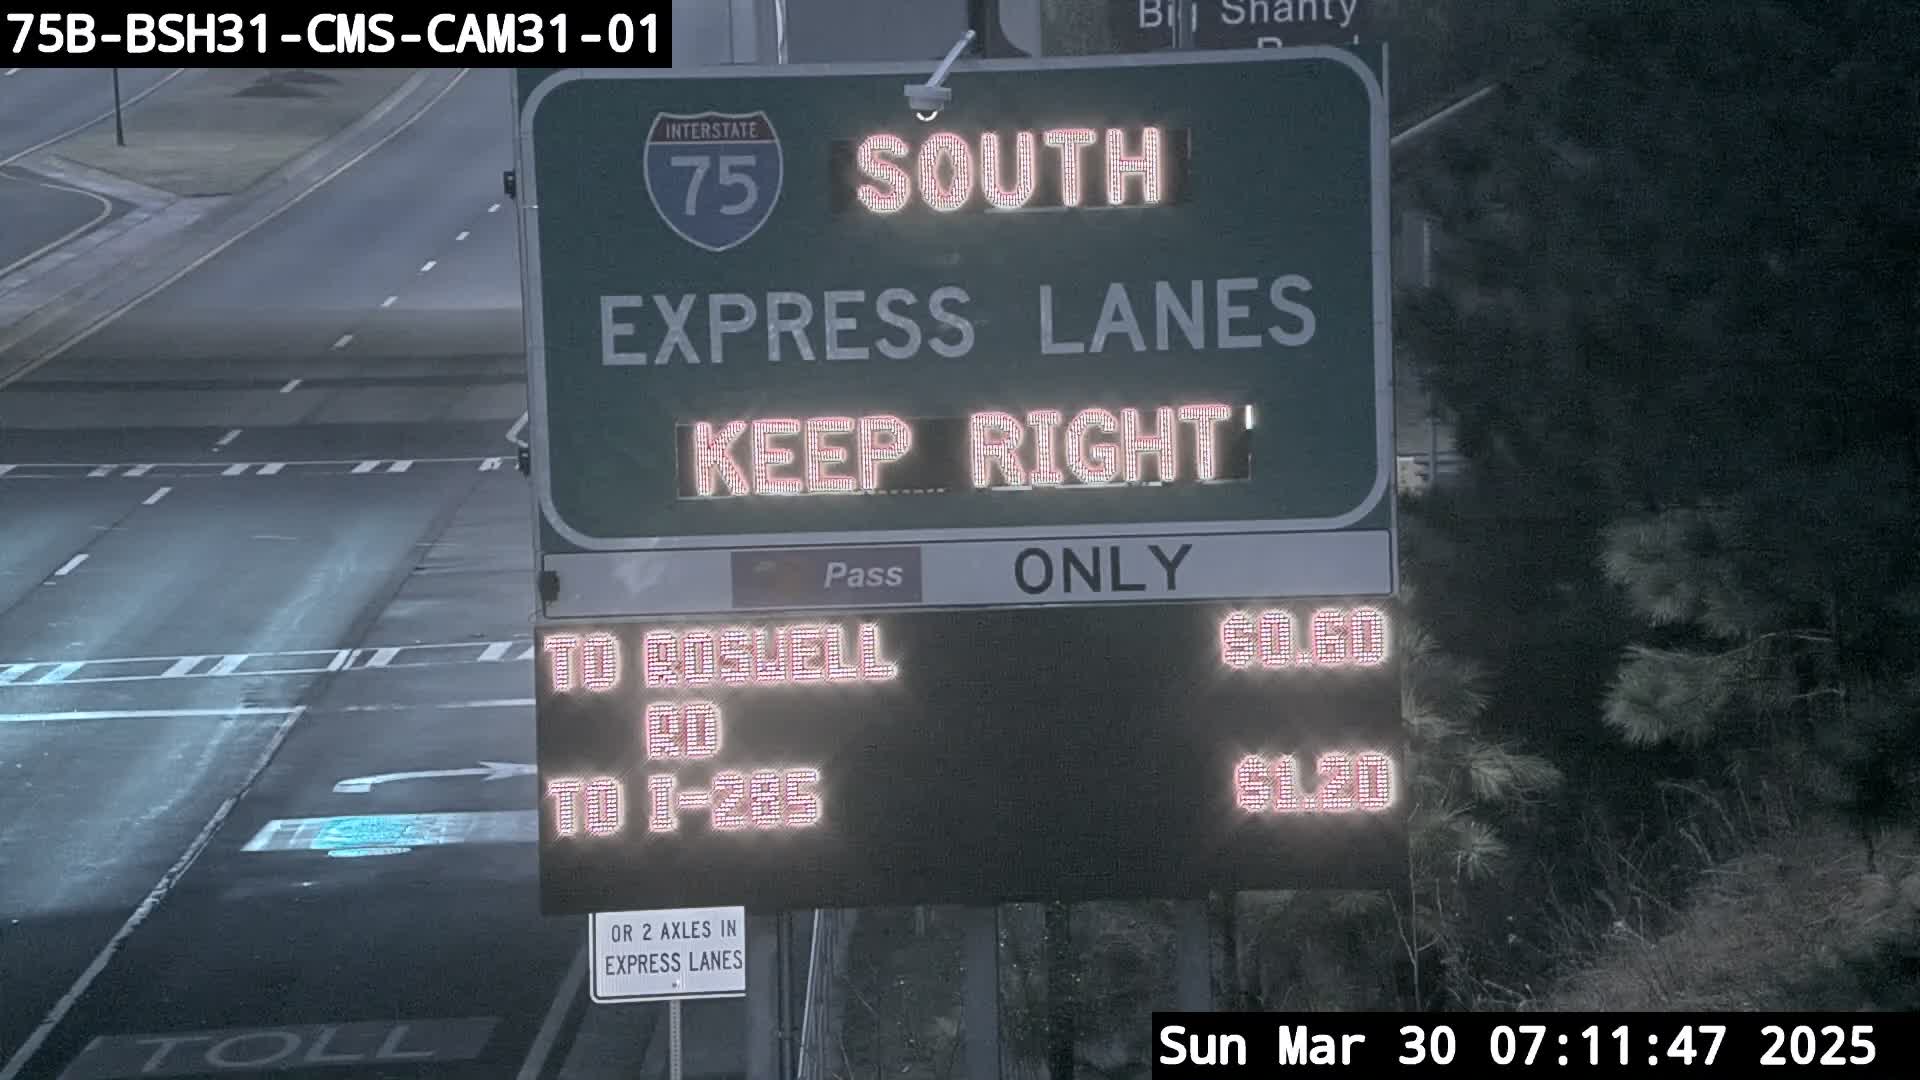 75B-BSH31-CMS-CAM31-01
Big Shanty
INTERSTATE
75
SOUTH
EXPRESS LANES
KEEP RIGHT
Pass ONLY
TO ROSWELL $0.60
RD
TO I-285 $1.20
OR 2 AXLES IN
EXPRESS LANES
TOLL
Sun Mar 30 07:11:47 2025